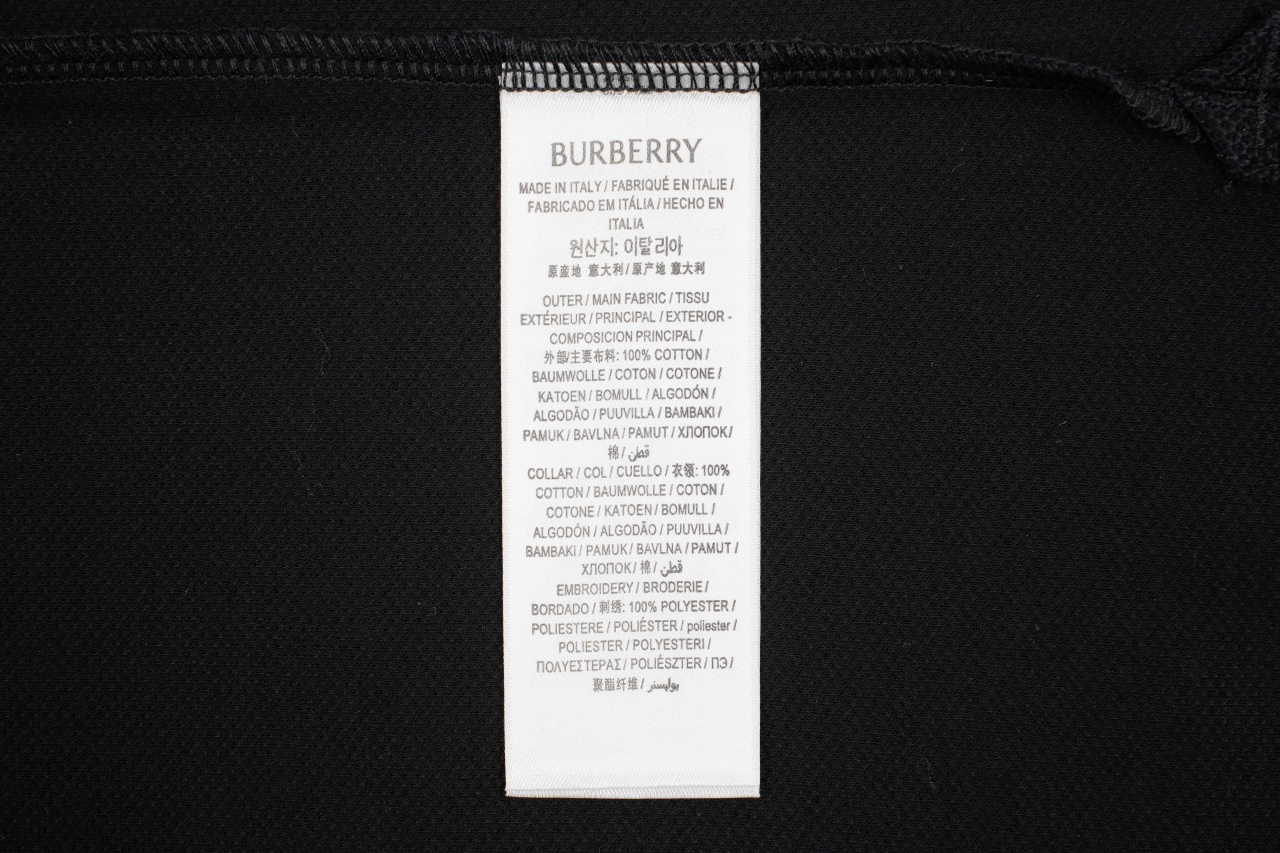 BURBERRY
MADE IN ITALY / FABRIQUÉ EN ITALIE /
FABRICADO EM ITÁLIA / HECHO EN
ITALIA
원산지: 이탈리아
原産地 意大利 / 原产地 意大利
OUTER / MAIN FABRIC / TISSU
EXTÉRIEUR / PRINCIPAL / EXTERIOR -
COMPOSICION PRINCIPAL /
外部/主要布料: 100% COTTON /
BAUMWOLLE / COTON / COTONE /
KATOEN / BOMULL / ALGODÓN /
ALGODÃO / PUUVILLA / BAMBAKI /
PAMUK / BAVLNA / PAMUT / ХЛОПОК/
棉 / قطن
COLLAR / COL / CUELLO / 衣领: 100%
COTTON / BAUMWOLLE / COTON /
COTONE / KATOEN / BOMULL /
ALGODÓN / ALGODÃO / PUUVILLA /
BAMBAKI / PAMUK / BAVLNA / PAMUT /
ХЛОПОК / 棉 / قطن
EMBROIDERY / BRODERIE /
BORDADO / 刺绣: 100% POLYESTER /
POLIESTERE / POLIÉSTER / poliester /
POLIESTER / POLYESTERI /
ΠΟΛΥΕΣΤΕΡΑΣ / POLIÉSZTER / ПЭ /
聚酯纤维 / بوليستر